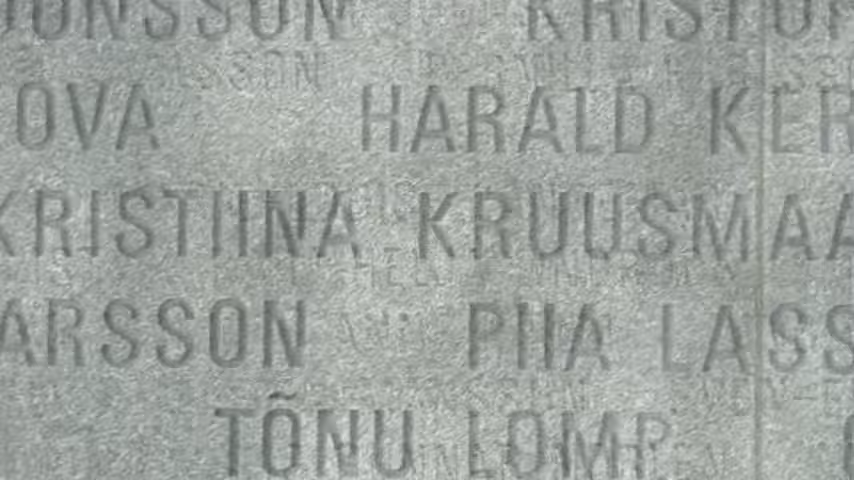 JONSSON KRISTOF
OVA HARALD KER
KRISTIINA KRUUSMAA
ARSSON PIIA LASS
TÕNU LOMP